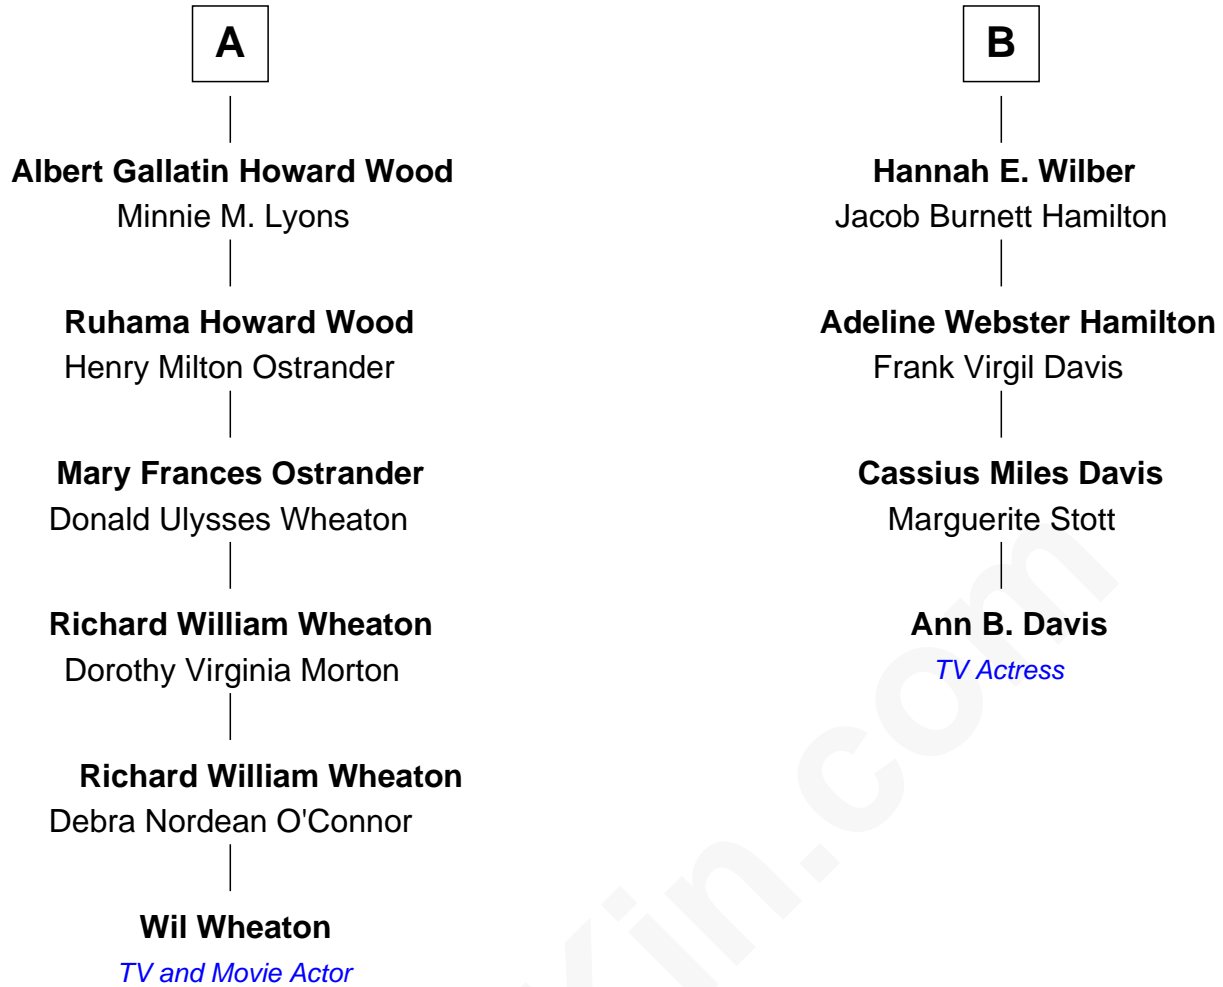 A
Albert Gallatin Howard Wood
Minnie M. Lyons
Ruhama Howard Wood
Henry Milton Ostrander
Mary Frances Ostrander
Donald Ulysses Wheaton
Richard William Wheaton
Dorothy Virginia Morton
Richard William Wheaton
Debra Nordean O'Connor
Wil Wheaton
TV and Movie Actor
B
Hannah E. Wilber
Jacob Burnett Hamilton
Adeline Webster Hamilton
Frank Virgil Davis
Cassius Miles Davis
Marguerite Stott
Ann B. Davis
TV Actress